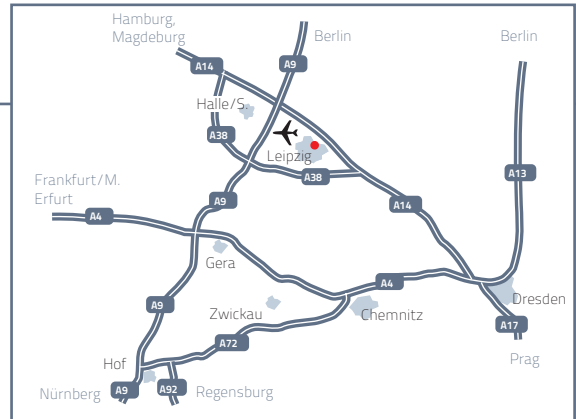 Hamburg,
Magdeburg
Berlin
Berlin
A14
A9
Halle/S.
A38
Leipzig
A38
A13
Frankfurt/M.
Erfurt
A9
A14
A4
Gera
A4
Dresden
A9
Zwickau
Chemnitz
A17
A72
Hof
Prag
Nürnberg
A9
A92
Regensburg